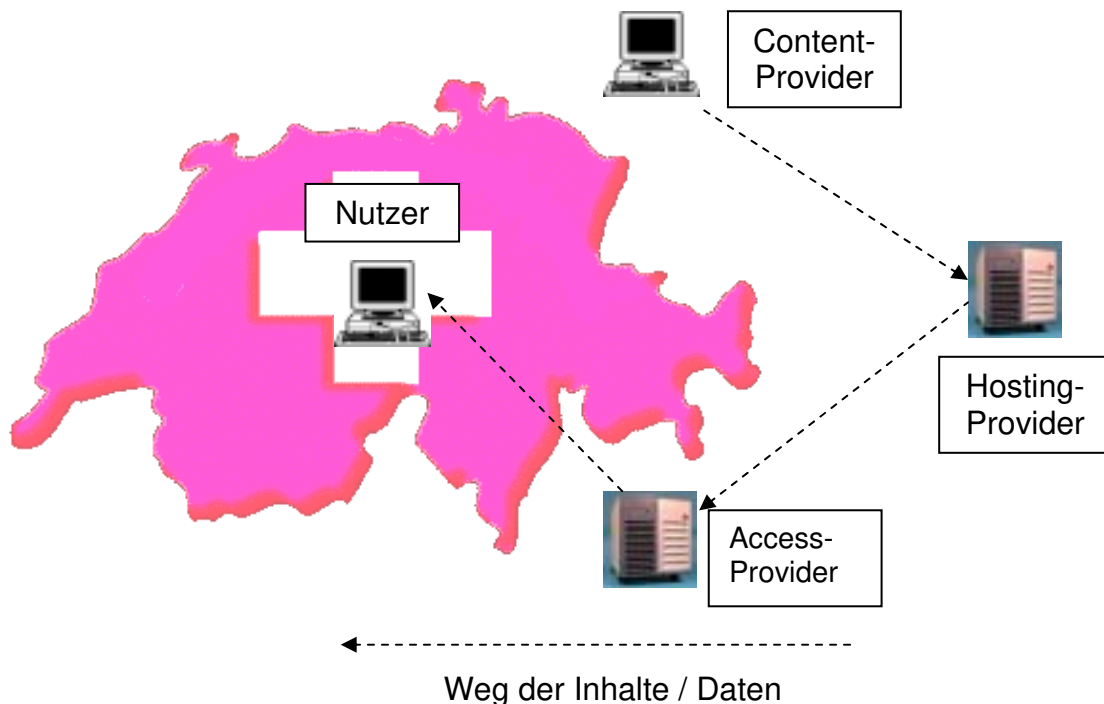 Content-
Provider
Nutzer
Hosting-
Provider
Access-
Provider
Weg der Inhalte / Daten